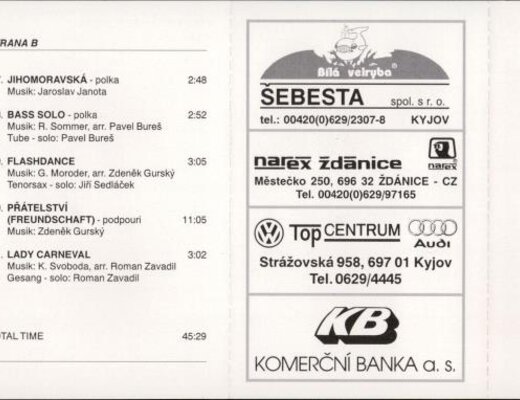 RANA B
. JIHOMORAVSKÁ - polka 2:48
Musik: Jaroslav Janota
. BASS SOLO - polka 2:52
Musik: R. Sommer, arr. Pavel Bureš
Tube - solo: Pavel Bureš
. FLASHDANCE 3:05
Musik: G. Moroder, arr. Zdeněk Gurský
Tenorsax - solo: Jiří Sedláček
. PŘÁTELSTVÍ
(FREUNDSCHAFT) - podpouri 11:05
Musik: Zdeněk Gurský
. LADY CARNEVAL 3:02
Musik: K. Svoboda, arr. Roman Zavadil
Gesang - solo: Roman Zavadil
OTAL TIME 45:29
Bílá velryba®
ŠEBESTA spol. s r. o.
tel.: 00420(0)629/2307-8 KYJOV
narex ždánice narex
Městečko 250, 696 32 ŽDÁNICE - CZ
Tel. 00420(0)629/97165
VW Top CENTRUM Audi
Strážovská 958, 697 01 Kyjov
Tel. 0629/4445
KB
KOMERČNÍ BANKA a. s.